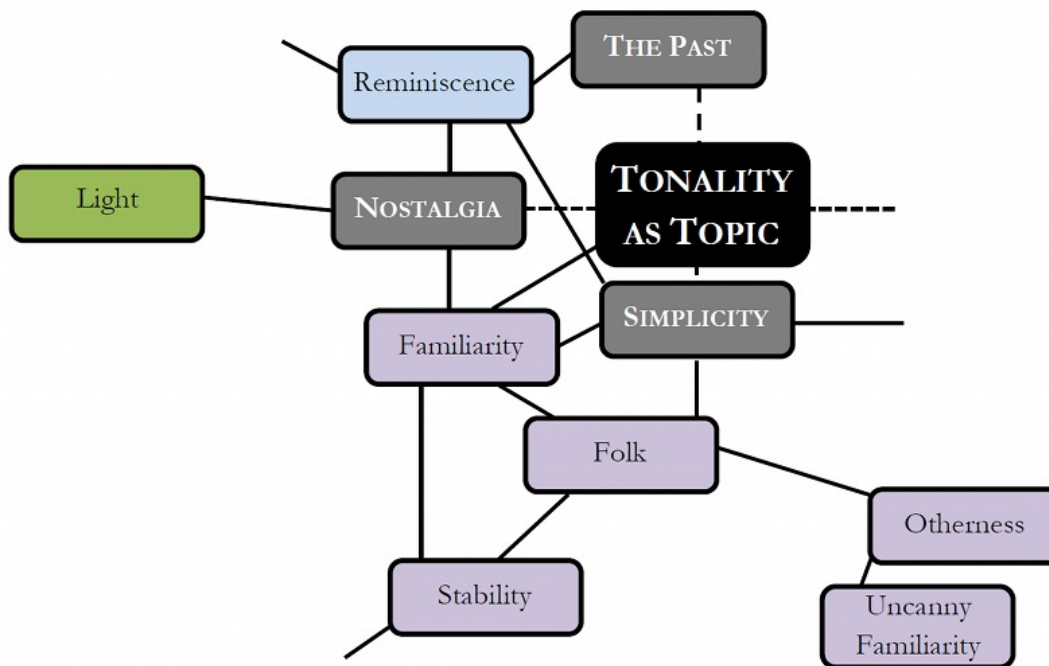 THE PAST
Reminiscence
TONALITY
AS TOPIC
Light
NOSTALGIA
SIMPLICITY
Familiarity
Folk
Otherness
Stability
Uncanny
Familiarity